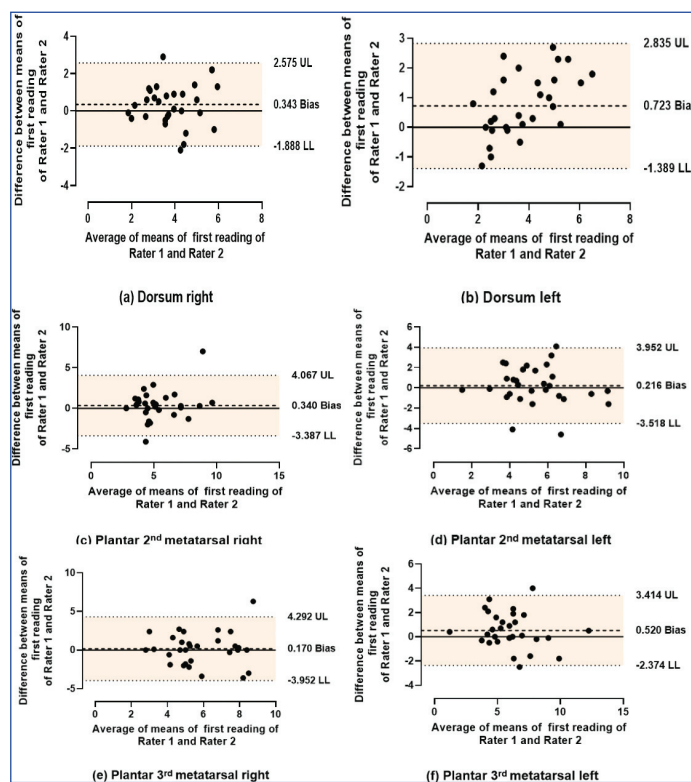 Difference between means of
first reading
of Rater 1 and Rater 2
4
2
0
-2
-4
2.575 UL
0.343 Bias
-1.888 LL
0 2 4 6 8
Average of means of first reading of
Rater 1 and Rater 2
(a) Dorsum right
Difference between means of
first reading
of Rater 1 and Rater 2
3
2
1
0
-1
-2
2.835 UL
0.723 Bias
-1.389 LL
0 2 4 6 8
Average of means of first reading of
Rater 1 and Rater 2
(b) Dorsum left
Difference between means of
first reading
of Rater 1 and Rater 2
10
5
0
-5
4.067 UL
0.340 Bias
-3.387 LL
0 5 10 15
Average of means of first reading of
Rater 1 and Rater 2
(c) Plantar 2nd metatarsal right
Difference between means of
first reading
of Rater 1 and Rater 2
6
4
2
0
-2
-4
-6
3.952 UL
0.216 Bias
-3.518 LL
0 2 4 6 8 10
Average of means of first reading of
Rater 1 and Rater 2
(d) Plantar 2nd metatarsal left
Difference between means of
first reading
of Rater 1 and Rater 2
10
5
0
-5
4.292 UL
0.170 Bias
-3.952 LL
0 2 4 6 8 10
Average of means of first reading of
Rater 1 and Rater 2
(e) Plantar 3rd metatarsal right
Difference between means of
first reading
of Rater 1 and Rater 2
6
4
2
0
-2
-4
3.414 UL
0.520 Bias
-2.374 LL
0 5 10 15
Average of means of first reading of
Rater 1 and Rater 2
(f) Plantar 3rd metatarsal left